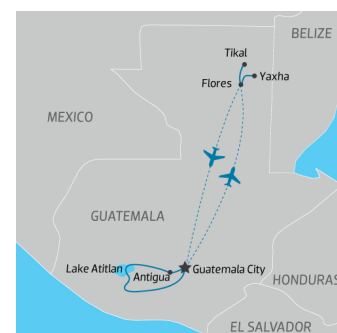 BELIZE
Tikal
Yaxha
Flores
MEXICO
GUATEMALA
Lake Atitlan
Antigua
Guatemala City
HONDURAS
EL SALVADOR